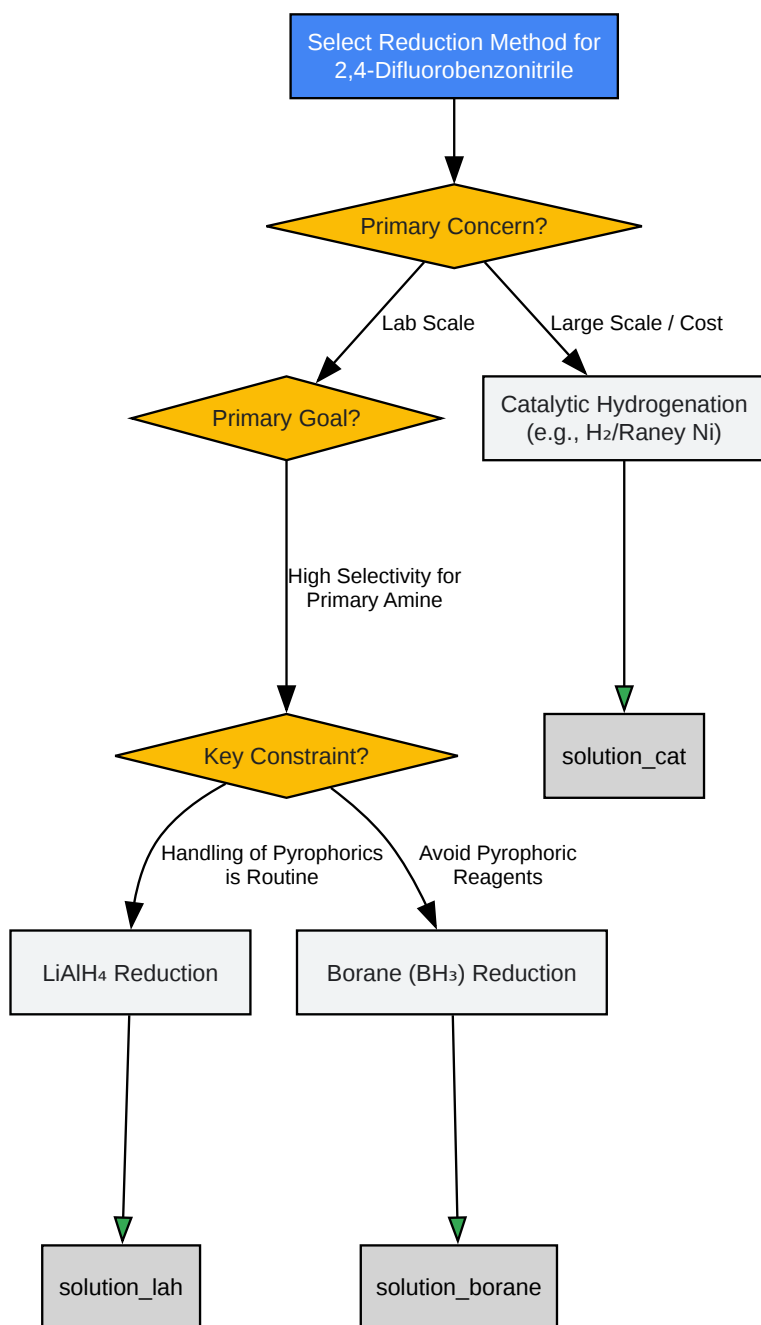 Select Reduction Method for
2,4-Difluorobenzonitrile
Primary Concern?
Lab Scale
Large Scale / Cost
Primary Goal?
Catalytic Hydrogenation
(e.g., H₂/Raney Ni)
High Selectivity for
Primary Amine
Key Constraint?
solution_cat
Handling of Pyrophorics
is Routine
Avoid Pyrophoric
Reagents
LiAlH₄ Reduction
Borane (BH₃) Reduction
solution_lah
solution_borane